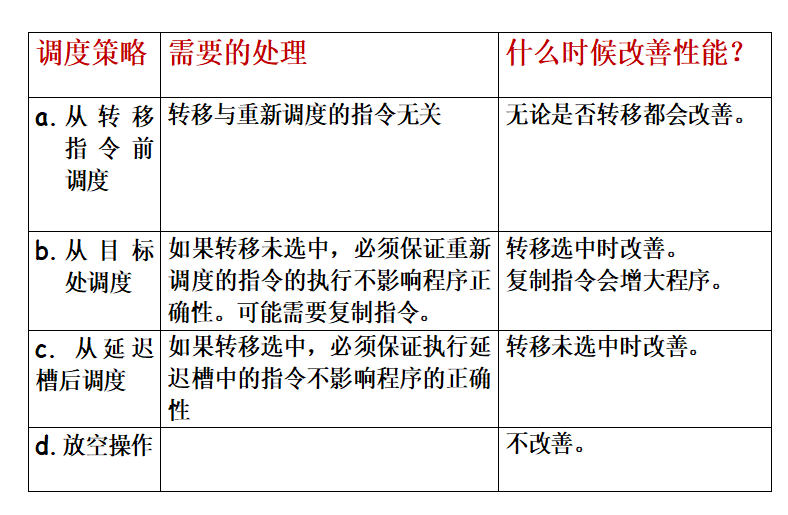 调度策略 需要的处理 什么时候改善性能？
a. 从转移 转移与重新调度的指令无关 无论是否转移都会改善。
指令前
调度
b. 从目标 如果转移未选中，必须保证重新 转移选中时改善。
处调度 调度的指令的执行不影响程序正 复制指令会增大程序。
确性。可能需要复制指令。
c. 从延迟 如果转移选中，必须保证执行延 转移未选中时改善。
槽后调度 迟槽中的指令不影响程序的正确
性
d. 放空操作 不改善。